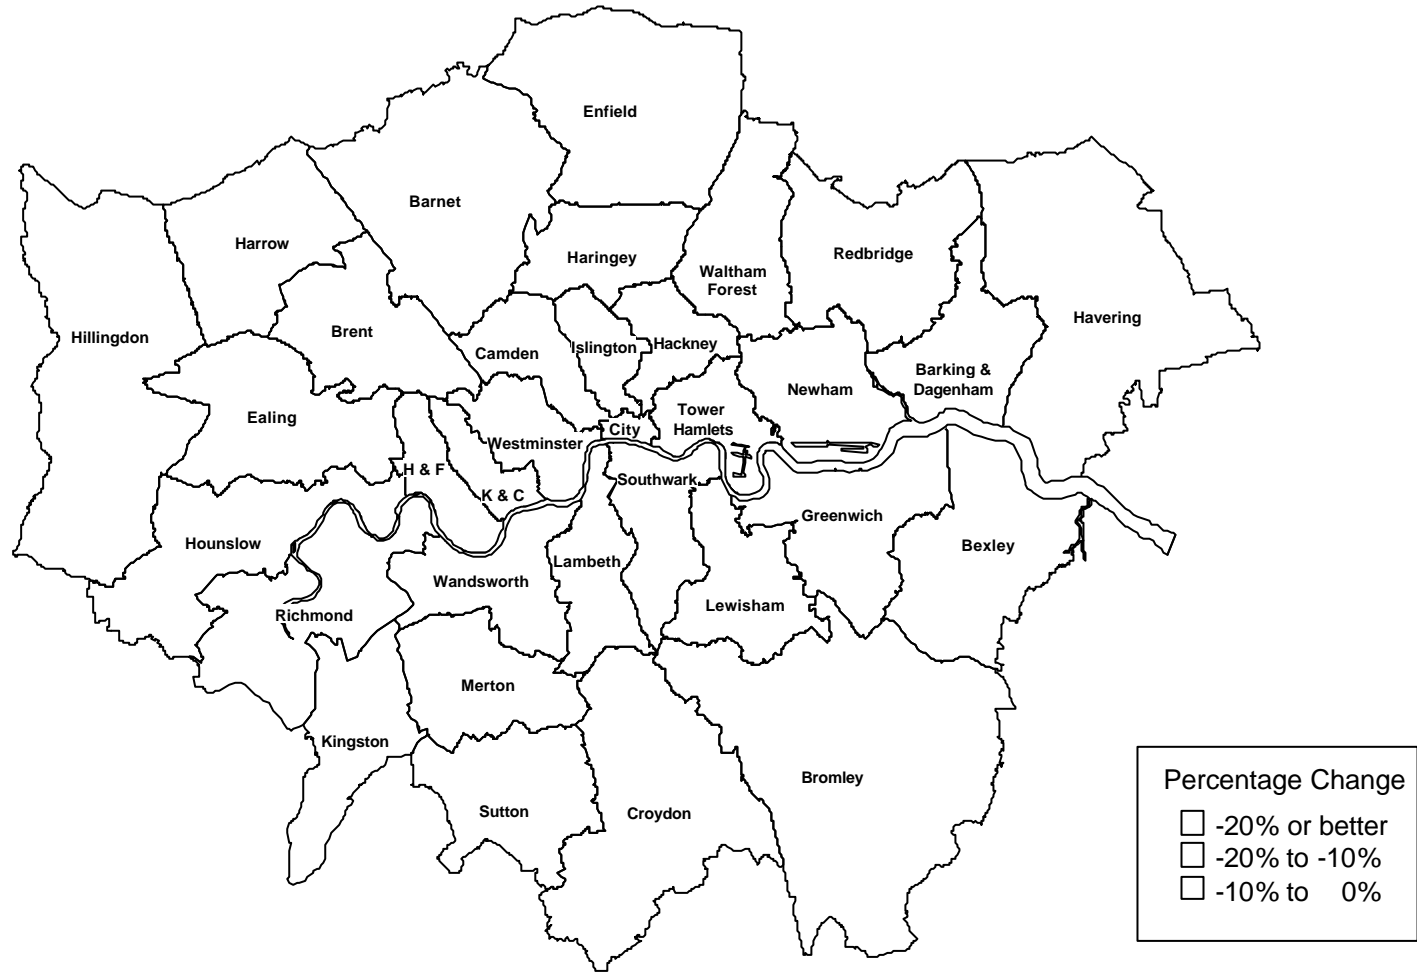 Enfield
Barnet
Harrow
Haringey
Waltham
Forest
Redbridge
Havering
Hillingdon
Brent
Camden
Islington
Hackney
Newham
Barking &
Dagenham
Ealing
Tower
Hamlets
City
Westminster
H & F
K & C
Southwark
Greenwich
Hounslow
Bexley
Wandsworth
Lambeth
Lewisham
Richmond
Merton
Kingston
Sutton
Croydon
Bromley
Percentage Change
-20% or better
-20% to -10%
-10% to 0%